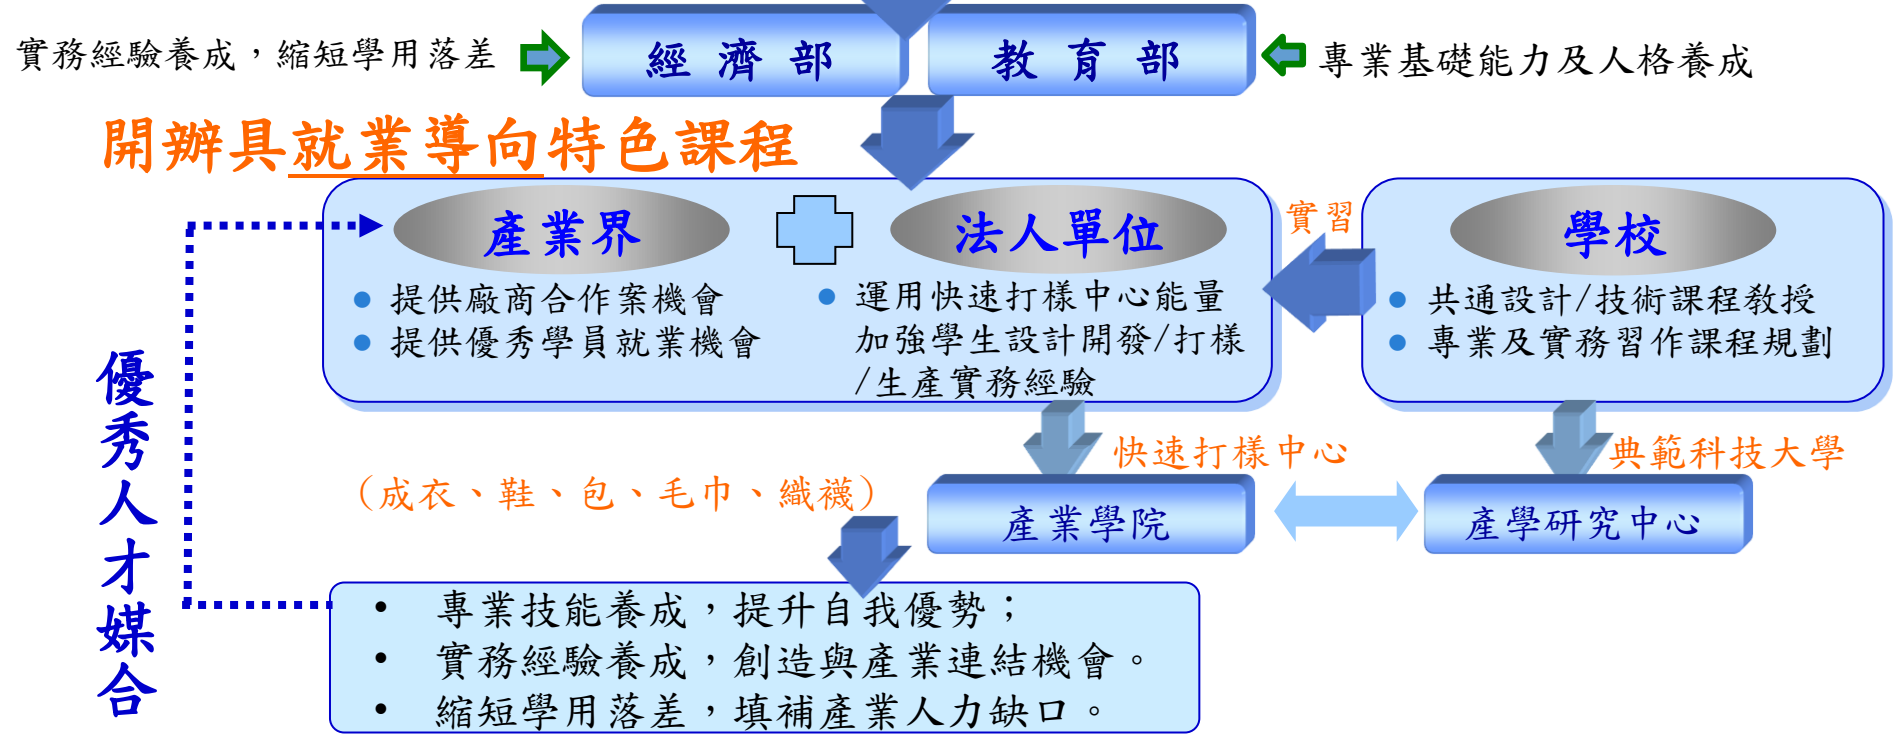 實務經驗養成，縮短學用落差
經濟部
教育部
專業基礎能力及人格養成
開辦具就業導向特色課程
產業界
法人單位
實習
學校
提供廠商合作案機會
提供優秀學員就業機會
運用快速打樣中心能量
加強學生設計開發/打樣
/生產實務經驗
共通設計/技術課程教授
專業及實務習作課程規劃
優秀人才媒合
快速打樣中心
典範科技大學
（成衣、鞋、包、毛巾、織襪）
產業學院
產學研究中心
• 專業技能養成，提升自我優勢；
• 實務經驗養成，創造與產業連結機會。
• 縮短學用落差，填補產業人力缺口。